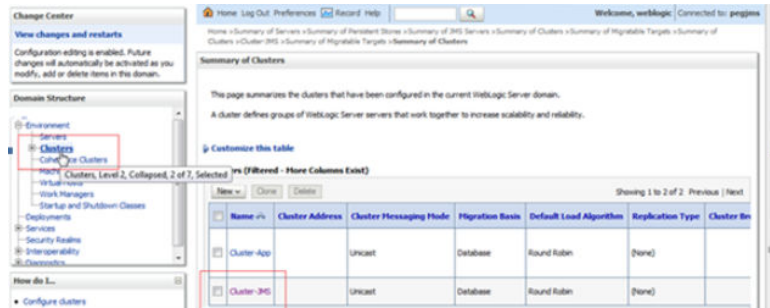 Change Center
View changes and restarts
Configuration editing is enabled. Future
changes will automatically be activated as you
modify, add or delete items in this domain.
Domain Structure
Environment
Servers
Clusters
Coherence Clusters
Clusters, Level 2, Collapsed, 2 of 7, Selected
Work Managers
Startup and Shutdown Classes
Deployments
Services
Security Realms
Interoperability
Diagnostics
How do I...
Configure clusters
Home Log Out Preferences Record Help
Welcome, weblogic Connected to: pegjms
Home >Summary of Servers >Summary of Persistent Stores >Summary of JMS Servers >Summary of Clusters >Summary of Migratable Targets >Summary of
Clusters >Cluster-JMS >Summary of Migratable Targets >Summary of Clusters
Summary of Clusters
This page summarizes the clusters that have been configured in the current WebLogic Server domain.
A cluster defines groups of WebLogic Server servers that work together to increase scalability and reliability.
Customize this table
(Filtered - More Columns Exist)
New Clone Delete
Showing 1 to 2 of 2 Previous | Next
Name Cluster Address Cluster Messaging Mode Migration Basis Default Load Algorithm Replication Type Cluster Bro
Cluster-App Unicast Database Round Robin (None)
Cluster-JMS Unicast Database Round Robin (None)